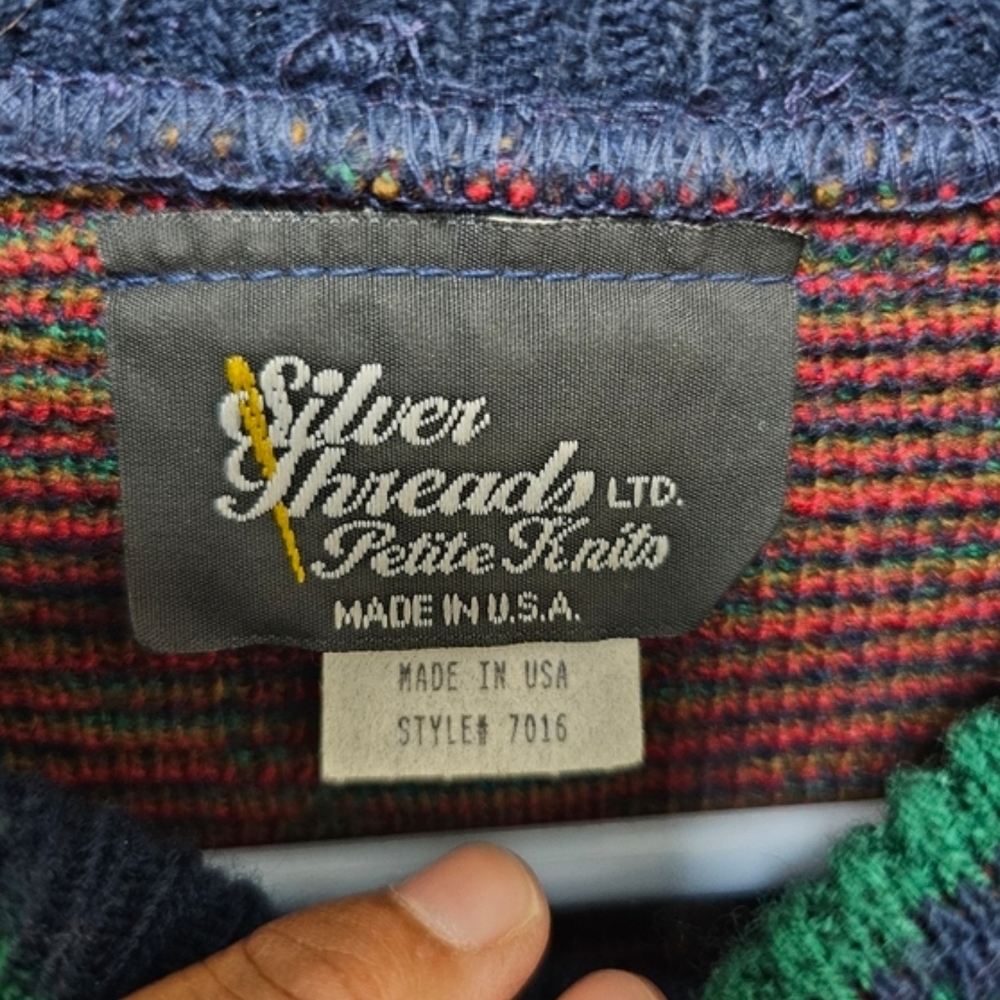 Silver
Threads LTD.
Petite Knits
MADE IN U.S.A.
MADE IN USA
STYLE# 7016